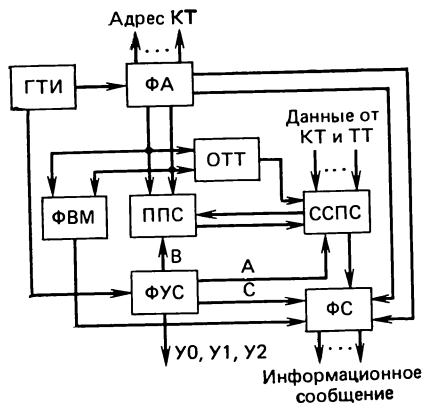 Адрес КТ
ГТИ
ФА
Данные от
КТ и ТТ
ОТТ
ФВМ
ППС
ССПС
В
А
ФУС
С
ФС
У0, У1, У2
Информационное
сообщение